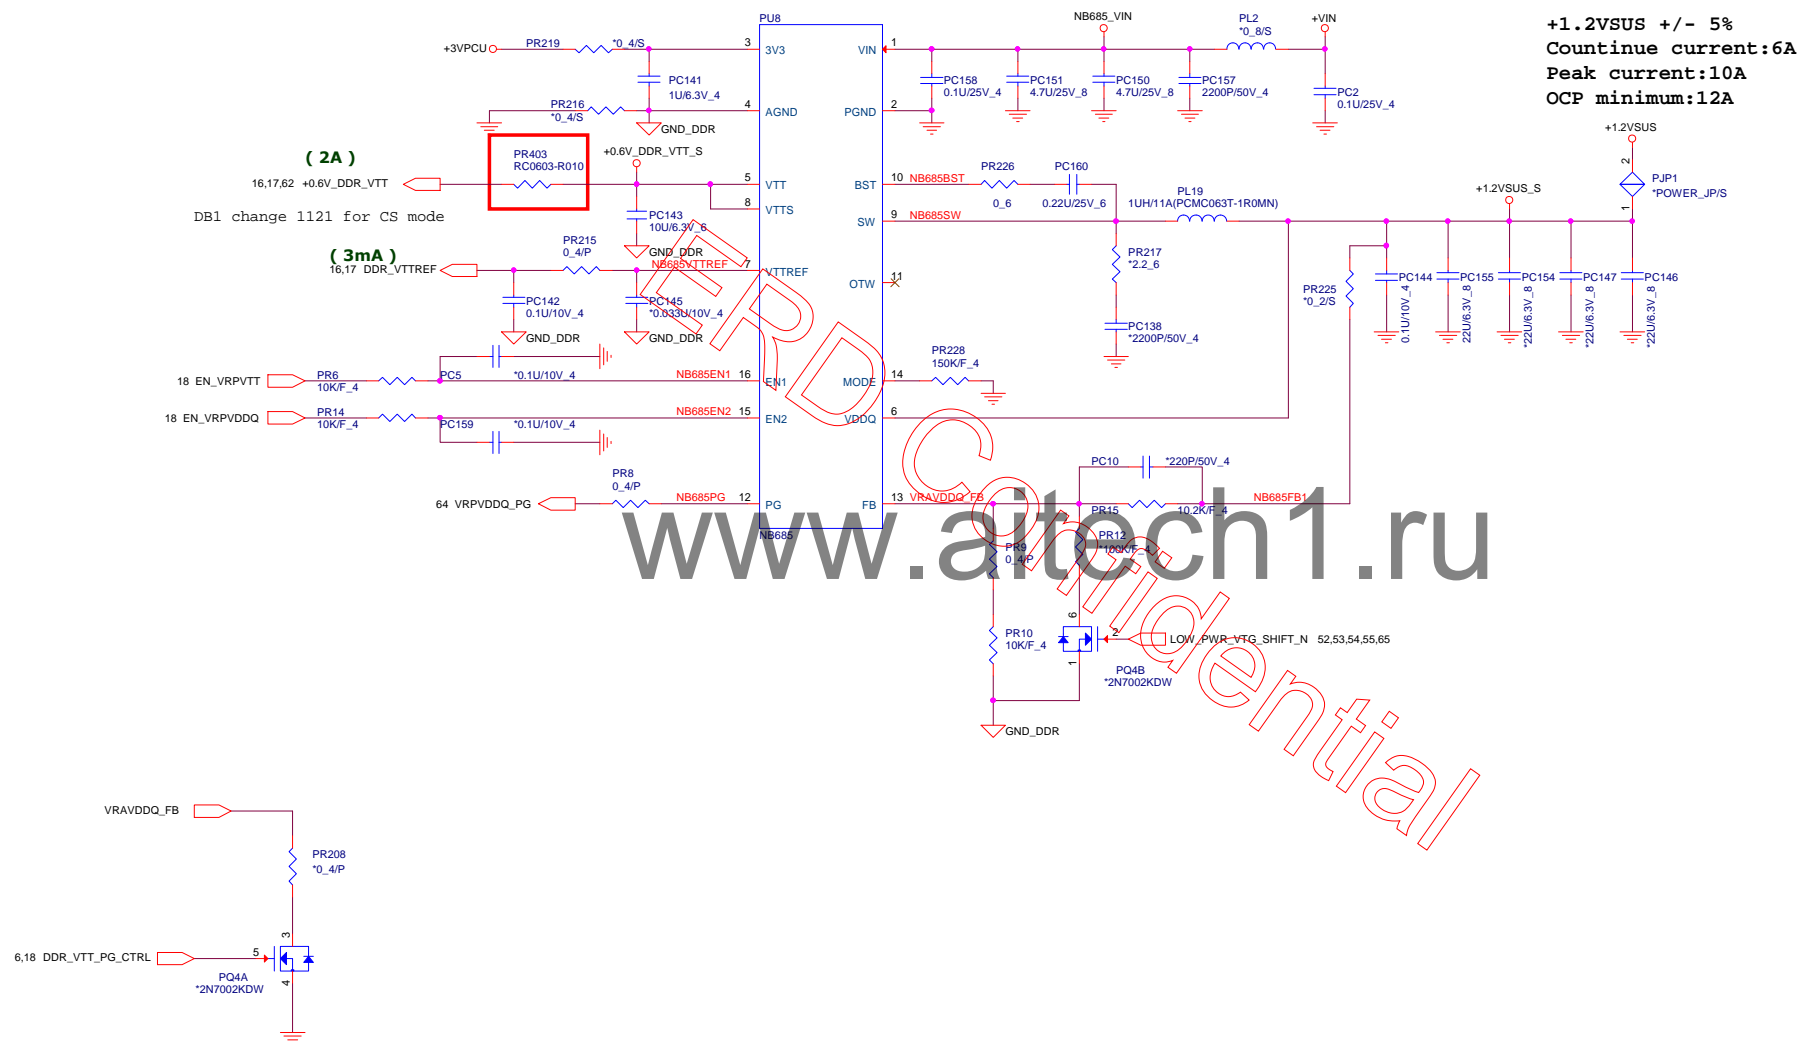 +1.2VSUS +/- 5%
Countinue current:6A
Peak current:10A
OCP minimum:12A
PU8
NB685
+3VPCU
PR219
*0_4/S
3
3V3
PC141
1U/6.3V_4
PR216
*0_4/S
4
AGND
GND_DDR
( 2A )
PR403
RC0603-R010
+0.6V_DDR_VTT_S
16,17,62 +0.6V_DDR_VTT
5
VTT
8
VTTS
DB1 change 1121 for CS mode
PC143
10U/6.3V_6
GND_DDR
( 3mA )
PR215
0_4/P
16,17 DDR_VTTREF
NB685VTTREF
7
VTTREF
PC142
0.1U/10V_4
GND_DDR
PC145
*0.033U/10V_4
GND_DDR
18 EN_VRPVTT
PR6
10K/F_4
PC5
*0.1U/10V_4
NB685EN1
16
EN1
18 EN_VRPVDDQ
PR14
10K/F_4
PC159
*0.1U/10V_4
NB685EN2
15
EN2
64 VRPVDDQ_PG
PR8
0_4/P
NB685PG
12
PG
NB685_VIN
PL2
*0_8/S
+VIN
VIN
1
PC158
0.1U/25V_4
PC151
4.7U/25V_8
PC150
4.7U/25V_8
PC157
2200P/50V_4
PC2
0.1U/25V_4
PGND
2
BST
10
NB685BST
PR226
0_6
PC160
0.22U/25V_6
SW
9
NB685SW
PL19
1UH/11A(PCMC063T-1R0MN)
PR217
*2.2_6
PC138
*2200P/50V_4
OTW
11
MODE
14
PR228
150K/F_4
VDDQ
6
FB
13
VRAVDDQ_FB
PC10
*220P/50V_4
PR15
10.2K/F_4
NB685FB1
PR225
*0_2/S
+1.2VSUS_S
+1.2VSUS
2
PJP1
*POWER_JP/S
1
PC144
0.1U/10V_4
PC155
22U/6.3V_8
PC154
*22U/6.3V_8
PC147
*22U/6.3V_8
PC146
*22U/6.3V_8
PR9
0_4/P
PR12
*100K/F_4
PR10
10K/F_4
6
2
1
PQ4B
*2N7002KDW
LOW_PWR_VTG_SHIFT_N 52,53,54,55,65
GND_DDR
www.aitech1.ru
ERD Confidential
VRAVDDQ_FB
PR208
*0_4/P
3
6,18 DDR_VTT_PG_CTRL
5
4
PQ4A
*2N7002KDW